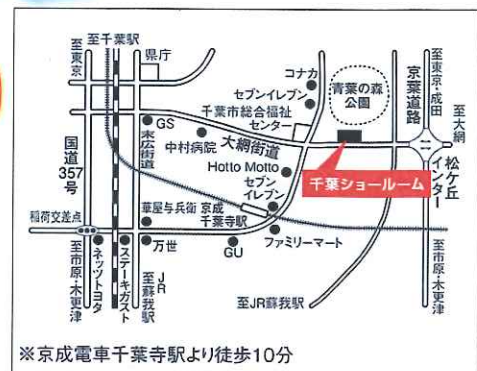 至千葉駅
至東京
県庁
コナカ
セブンイレブン
青葉の森
公園
京葉道路
至東京・成田
至大網
千葉市総合福祉
センター
GS
末広街道
中村病院
大網街道
国道357号
Hotto Motto
セブン
イレブン
千葉ショールーム
松ケ丘インター
稲荷交差点
華屋与兵衛
京成
千葉寺駅
万世
GU
ファミリーマート
至市原・木更津
ネッツトヨタ
ステーキガスト
至蘇我駅
JR
至JR蘇我駅
至市原・木更津
※京成電車千葉寺駅より徒歩10分